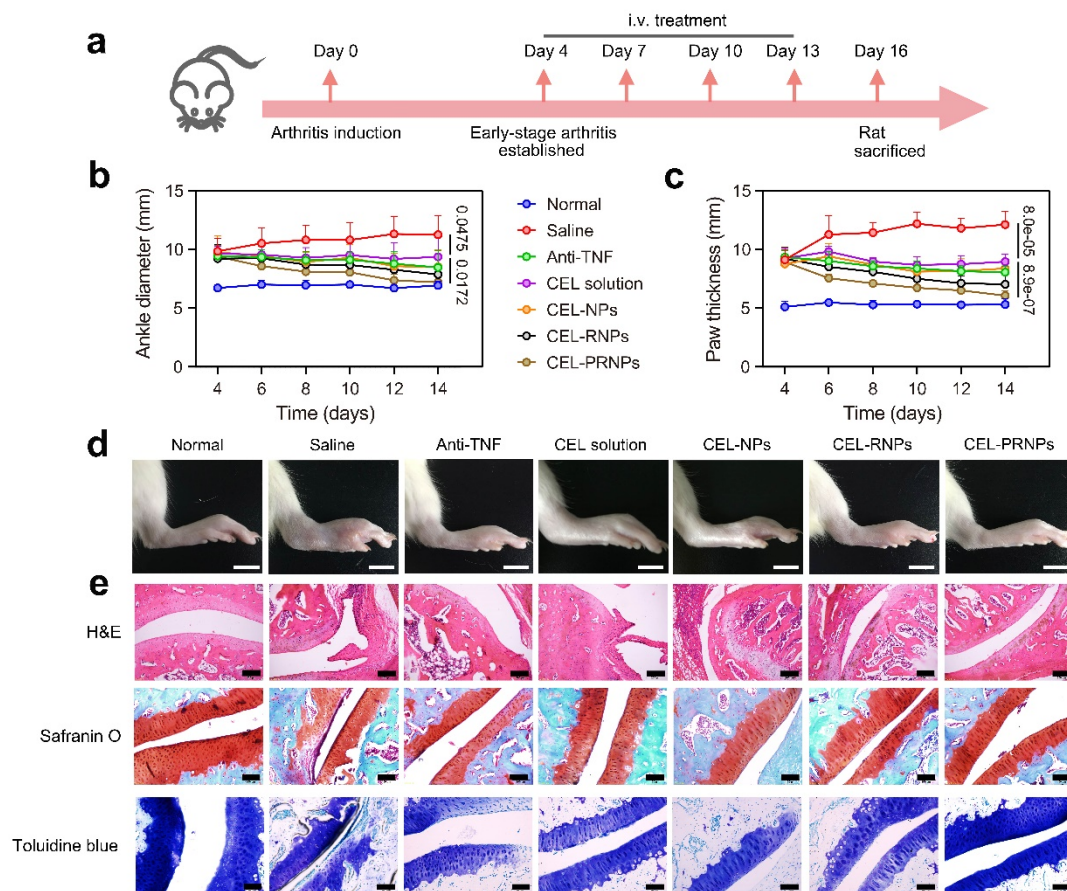 a
i.v. treatment
Day 0
Day 4
Day 7
Day 10
Day 13
Day 16
Arthritis induction
Early-stage arthritis
established
Rat
sacrificed
b
Ankle diameter (mm)
15
10
5
0
4
6
8
10
12
14
Time (days)
0.0475
0.0172
Normal
Saline
Anti-TNF
CEL solution
CEL-NPs
CEL-RNPs
CEL-PRNPs
c
Paw thickness (mm)
15
10
5
0
4
6
8
10
12
14
Time (days)
8.0e-05
8.9e-07
d
Normal
Saline
Anti-TNF
CEL solution
CEL-NPs
CEL-RNPs
CEL-PRNPs
e
H&E
Safranin O
Toluidine blue